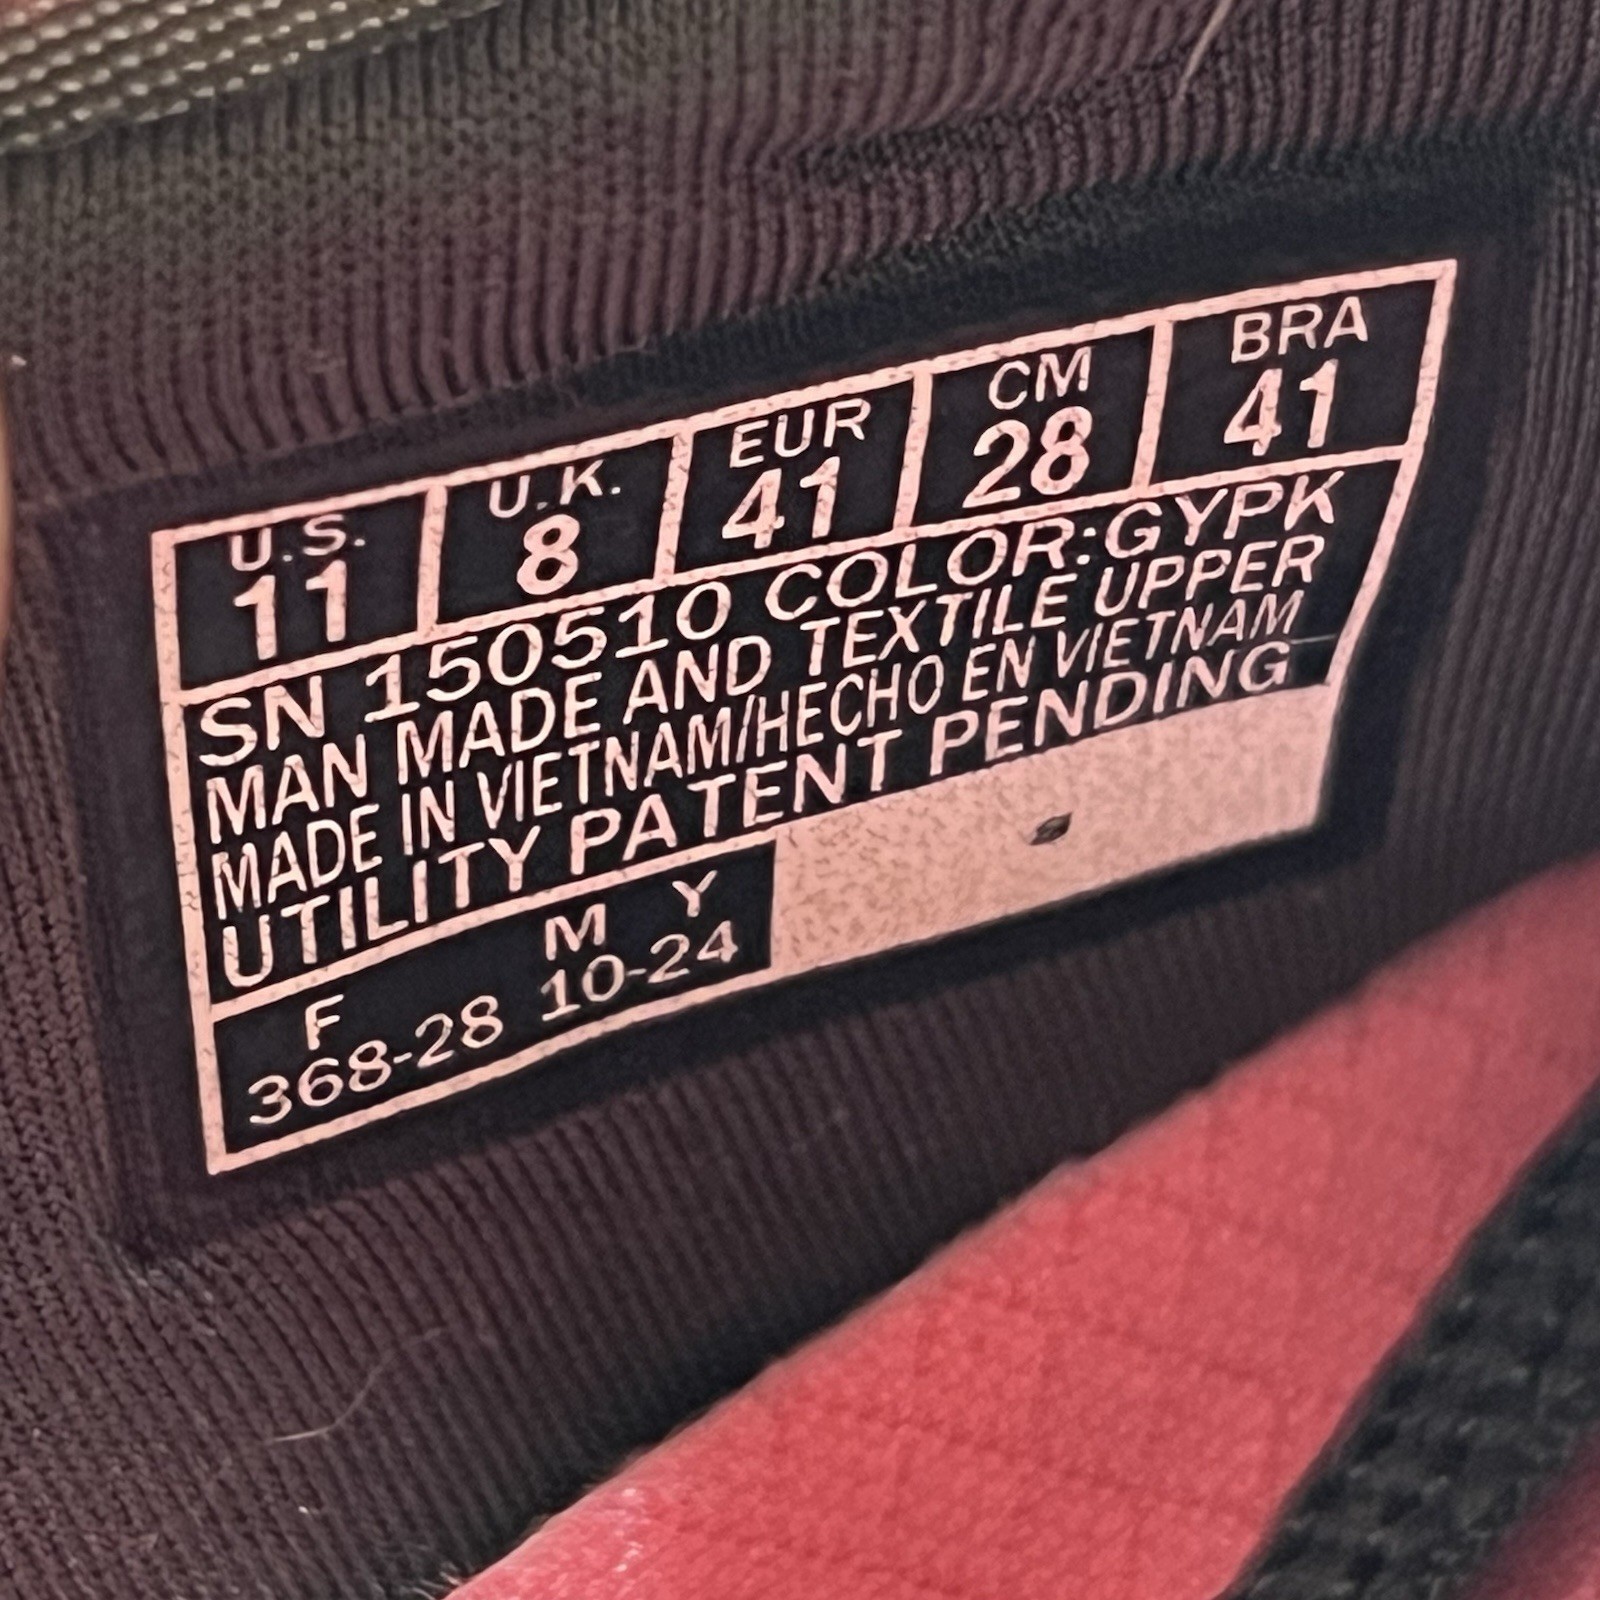 U.S. U.K. EUR CM BRA
11 8 41 28 41
SN 150510 COLOR:GYPK
MAN MADE AND TEXTILE UPPER
MADE IN VIETNAM/HECHO EN VIETNAM
UTILITY PATENT PENDING
F M Y
368-28 10-24